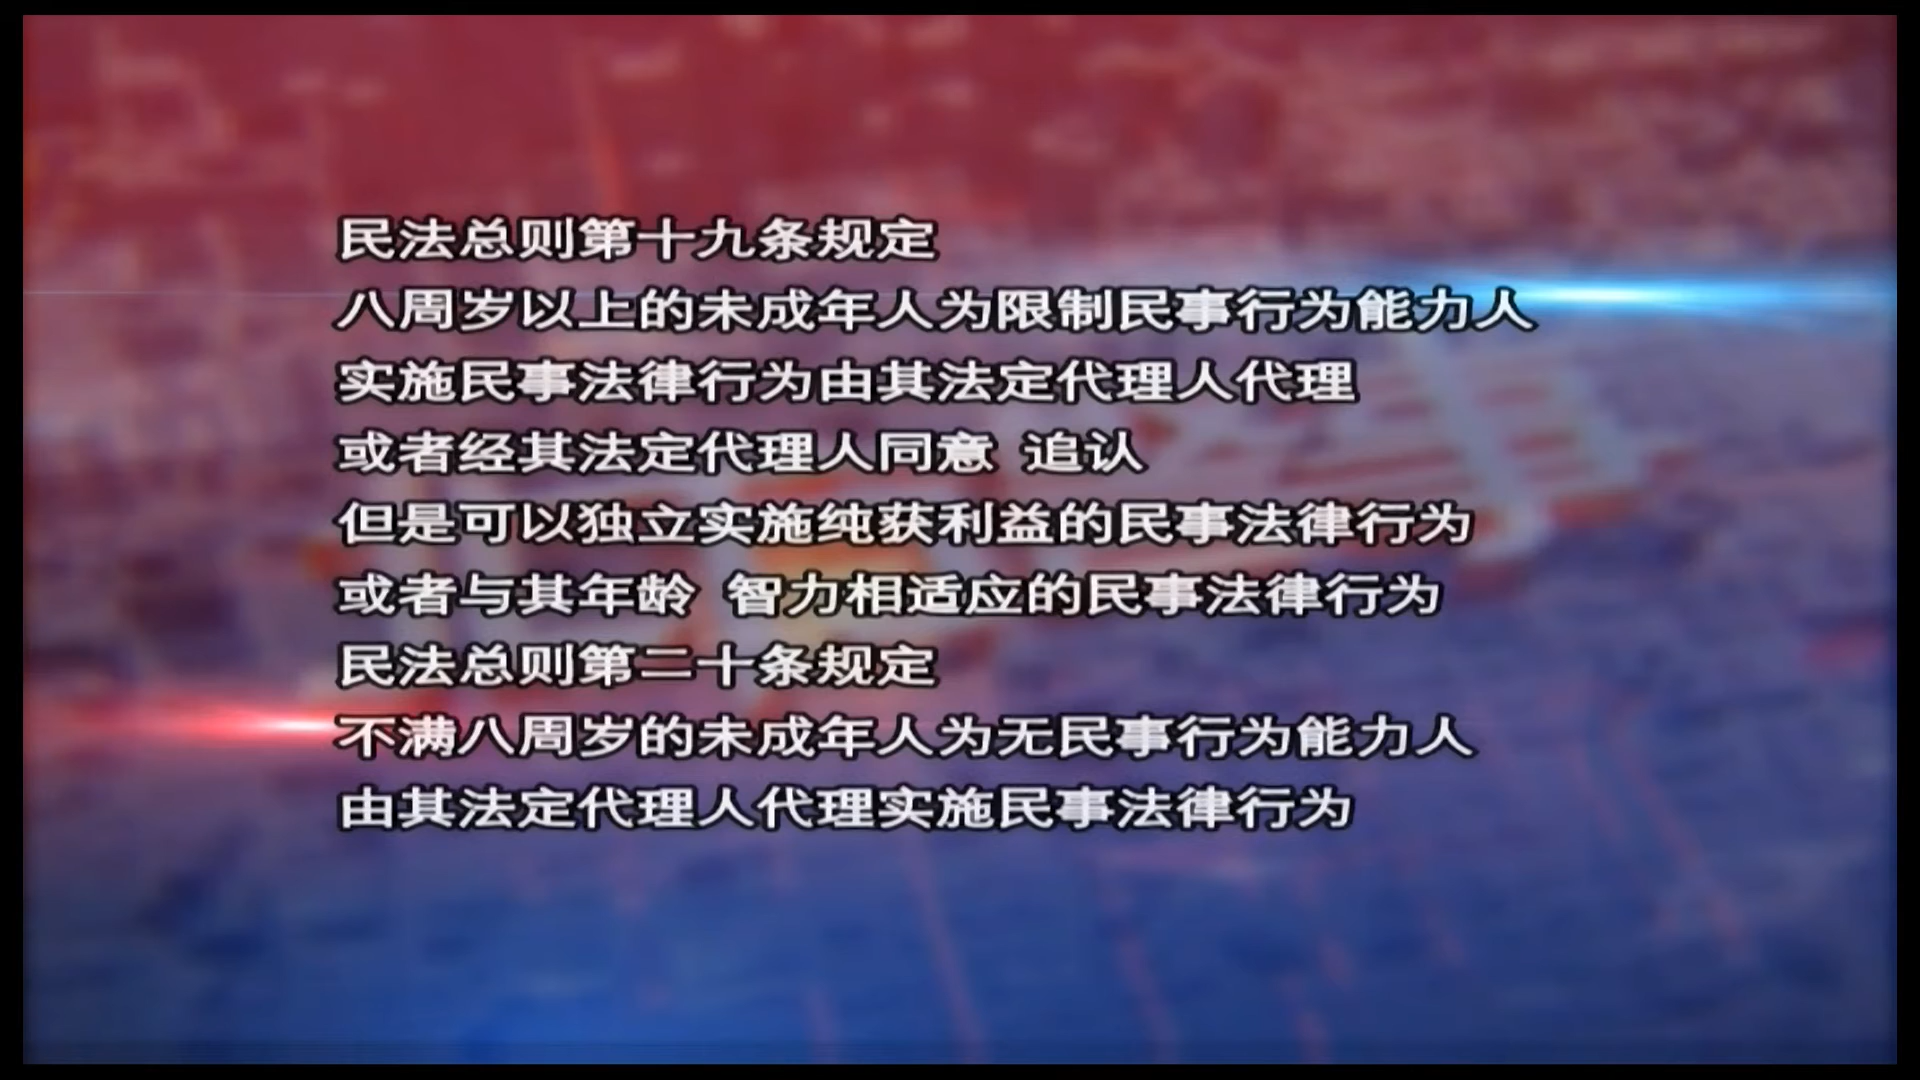 民法总则第十九条规定
八周岁以上的未成年人为限制民事行为能力人
实施民事法律行为由其法定代理人代理
或者经其法定代理人同意 追认
但是可以独立实施纯获利益的民事法律行为
或者与其年龄 智力相适应的民事法律行为
民法总则第二十条规定
不满八周岁的未成年人为无民事行为能力人
由其法定代理人代理实施民事法律行为